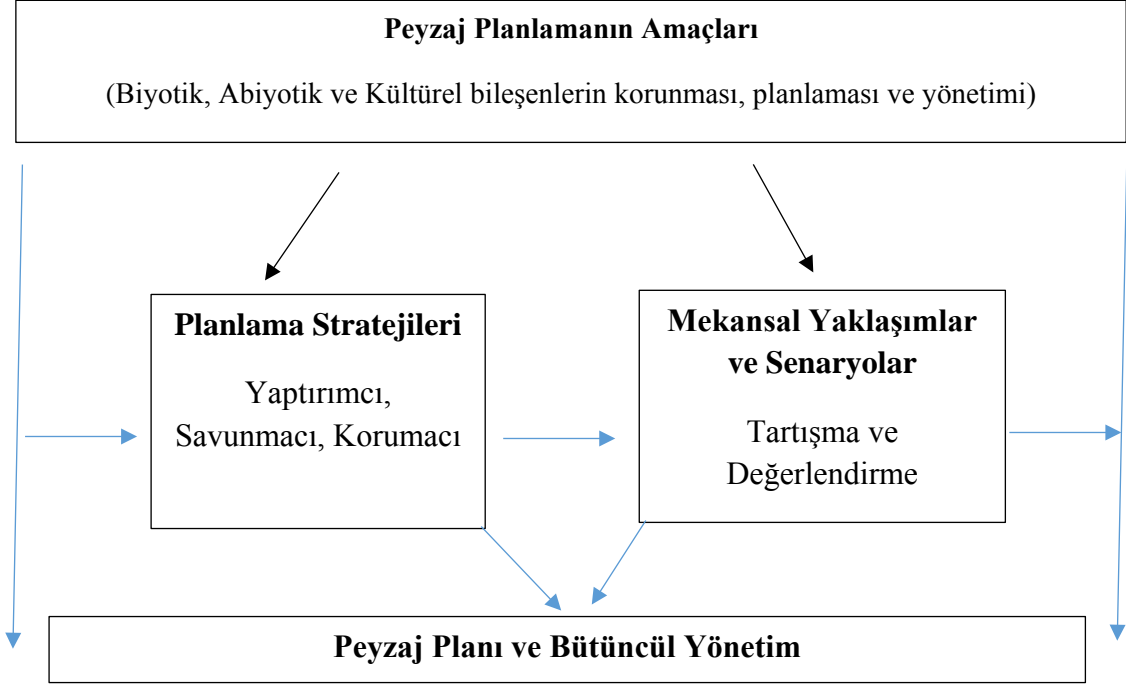 Peyzaj Planlamanın Amaçları
(Biyotik, Abiyotik ve Kültürel bileşenlerin korunması, planlaması ve yönetimi)
Planlama Stratejileri
Yaptırımcı,
Savunmacı, Korumacı
Mekansal Yaklaşımlar
ve Senaryolar
Tartışma ve
Değerlendirme
Peyzaj Planı ve Bütüncül Yönetim